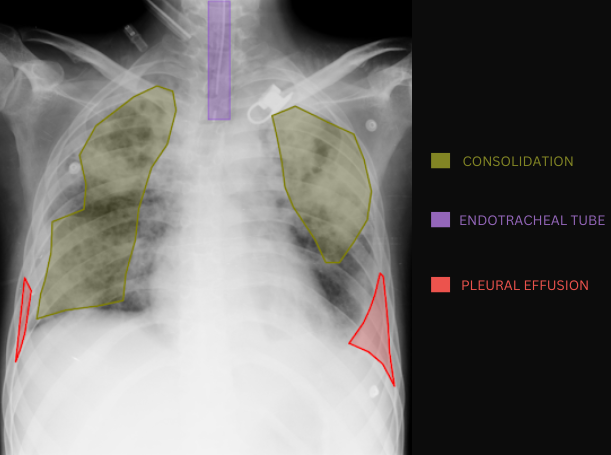 CONSOLIDATION
ENDOTRACHEAL TUBE
PLEURAL EFFUSION